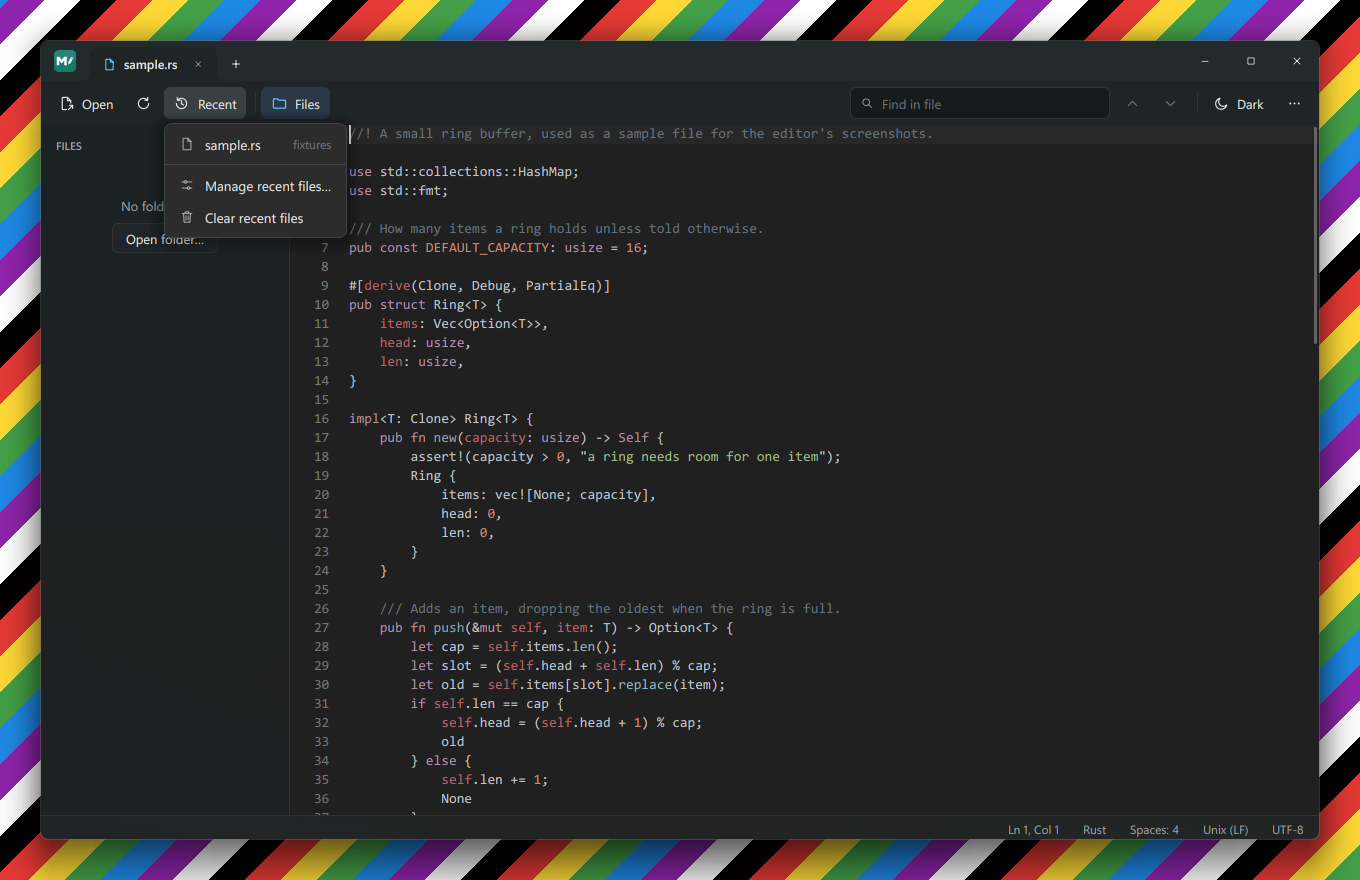 M
sample.rs
Open
Recent
Files
Find in file
Dark
FILES
sample.rs fixtures
Manage recent files...
Clear recent files
No fold
Open folder...
//! A small ring buffer, used as a sample file for the editor's screenshots.
use std::collections::HashMap;
use std::fmt;
/// How many items a ring holds unless told otherwise.
7 pub const DEFAULT_CAPACITY: usize = 16;
8
9 #[derive(Clone, Debug, PartialEq)]
10 pub struct Ring<T> {
11 items: Vec<Option<T>>,
12 head: usize,
13 len: usize,
14 }
15
16 impl<T: Clone> Ring<T> {
17 pub fn new(capacity: usize) -> Self {
18 assert!(capacity > 0, "a ring needs room for one item");
19 Ring {
20 items: vec![None; capacity],
21 head: 0,
22 len: 0,
23 }
24 }
25
26 /// Adds an item, dropping the oldest when the ring is full.
27 pub fn push(&mut self, item: T) -> Option<T> {
28 let cap = self.items.len();
29 let slot = (self.head + self.len) % cap;
30 let old = self.items[slot].replace(item);
31 if self.len == cap {
32 self.head = (self.head + 1) % cap;
33 old
34 } else {
35 self.len += 1;
36 None
Ln 1, Col 1
Rust
Spaces: 4
Unix (LF)
UTF-8